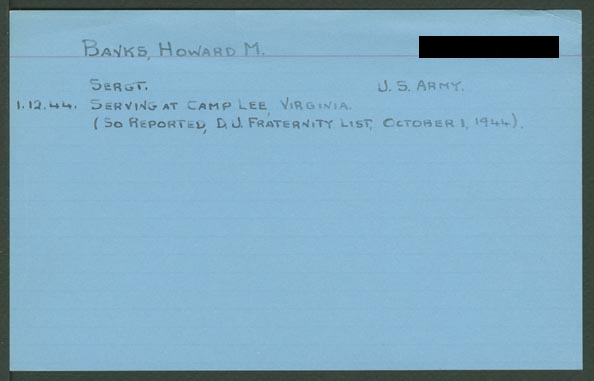 BANKS, HOWARD M.
SERGT. U. S. ARMY.
1.12.44. SERVING AT CAMP LEE, VIRGINIA.
(SO REPORTED, D. J. FRATERNITY LIST, OCTOBER 1, 1944).